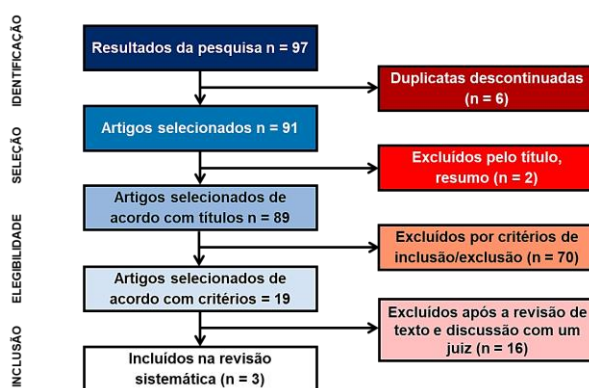 IDENTIFICAÇÃO
Resultados da pesquisa n = 97
Duplicatas descontinuadas
(n = 6)
SELEÇÃO
Artigos selecionados n = 91
Excluídos pelo título,
resumo (n = 2)
ELEGIBILIDADE
Artigos selecionados de
acordo com títulos n = 89
Excluídos por critérios de
inclusão/exclusão (n = 70)
Artigos selecionados de
acordo com critérios = 19
Excluídos após a revisão de
texto e discussão com um
juiz (n = 16)
INCLUSÃO
Incluídos na revisão
sistemática (n = 3)